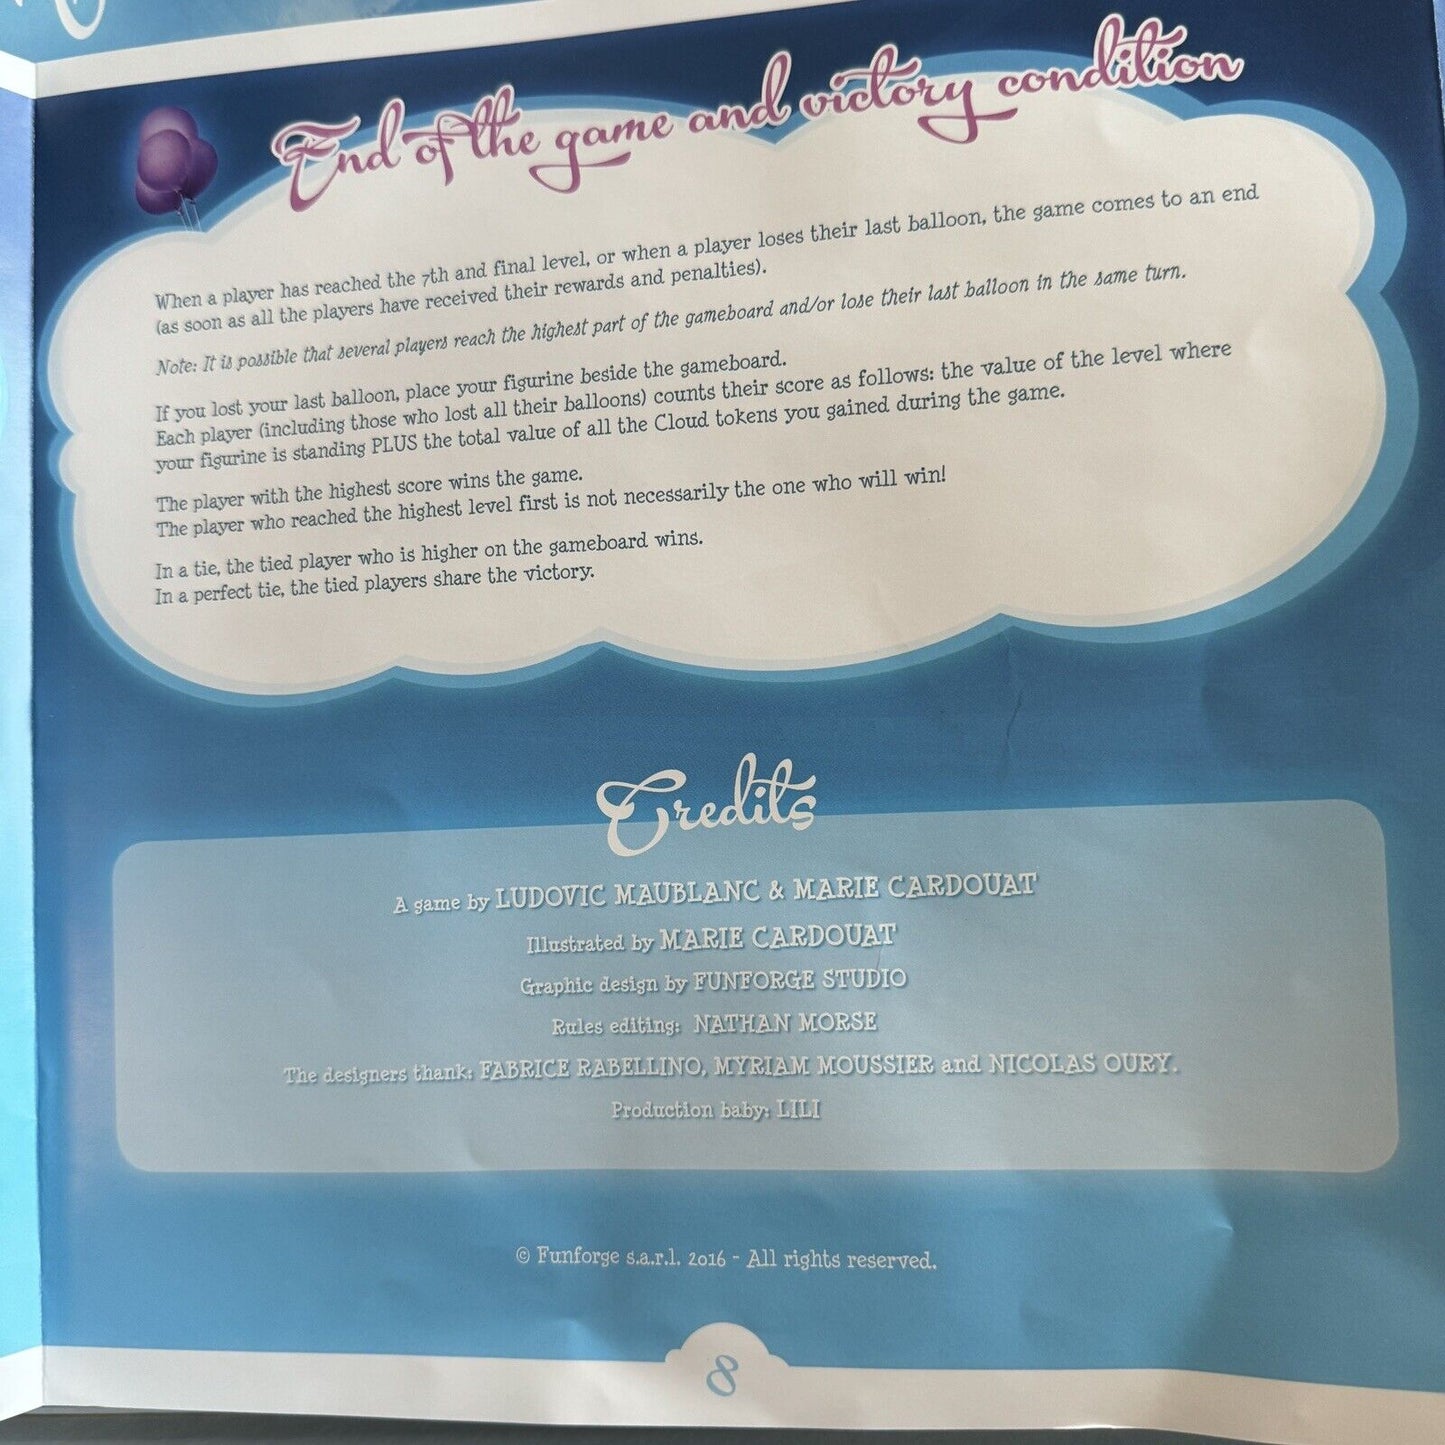 End of the game and victory condition
When a player has reached the 7th and final level, or when a player loses their last balloon, the game comes to an end
(as soon as all the players have received their rewards and penalties).
Note: It is possible that several players reach the highest part of the gameboard and/or lose their last balloon in the same turn.
If you lost your last balloon, place your figurine beside the gameboard.
Each player (including those who lost all their balloons) counts their score as follows: the value of the level where
your figurine is standing PLUS the total value of all the Cloud tokens you gained during the game.
The player with the highest score wins the game.
The player who reached the highest level first is not necessarily the one who will win!
In a tie, the tied player who is higher on the gameboard wins.
In a perfect tie, the tied players share the victory.
Credits
A game by LUDOVIC MAUBLANC & MARIE CARDOUAT
Illustrated by MARIE CARDOUAT
Graphic design by FUNFORGE STUDIO
Rules editing: NATHAN MORSE
The designers thank: FABRICE RABELLINO, MYRIAM MOUSSIER and NICOLAS OURY.
Production baby: LILI
© Funforge s.a.r.l. 2016 - All rights reserved.
8